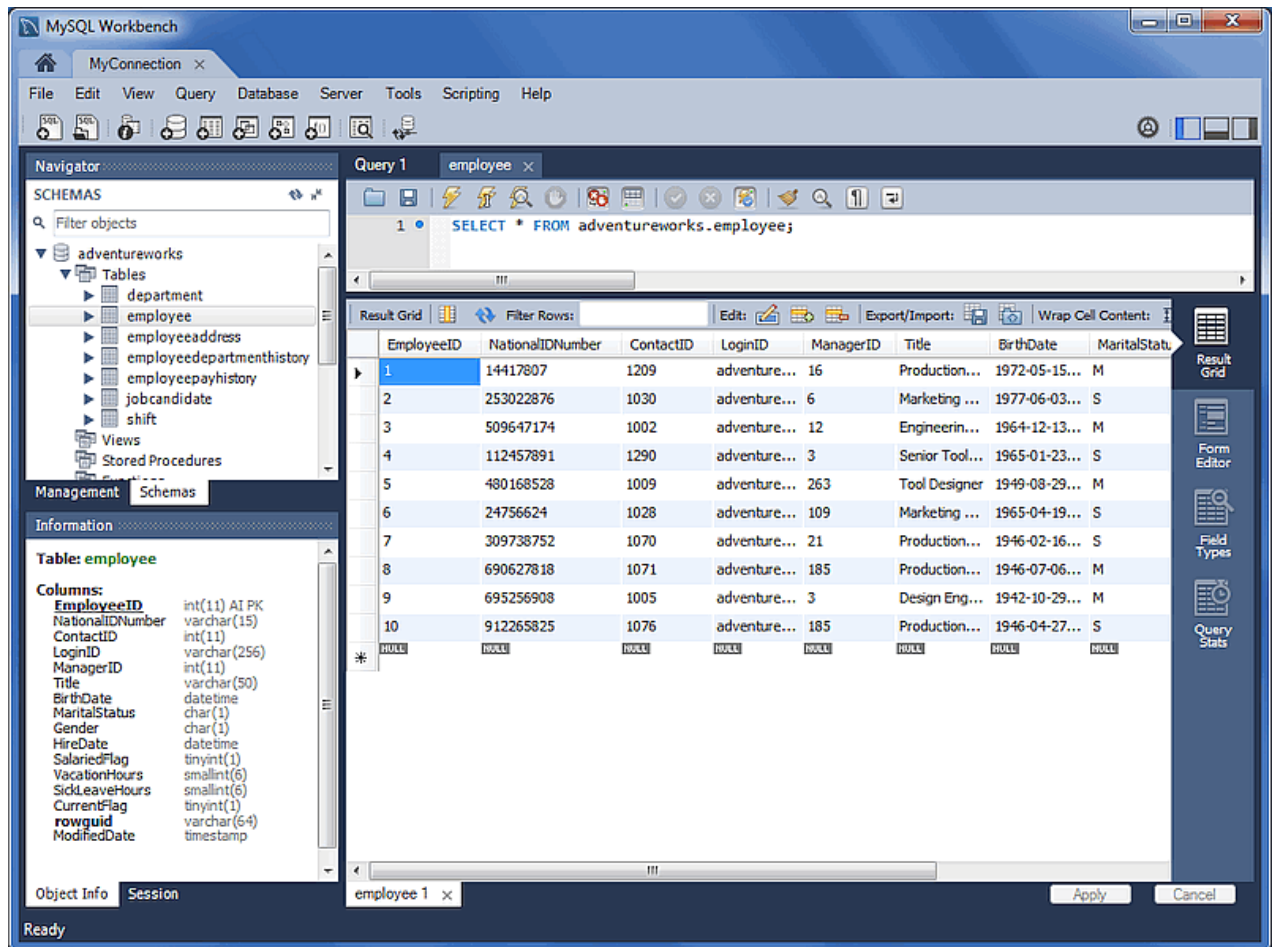 MySQL Workbench
MyConnection
File Edit View Query Database Server Tools Scripting Help
Navigator
SCHEMAS
Filter objects
adventureworks
Tables
department
employee
employeeaddress
employeedepartmenthistory
employeepayhistory
jobcandidate
shift
Views
Stored Procedures
Functions
Management Schemas
Information
Table: employee
Columns:
EmployeeID int(11) AI PK
NationalIDNumber varchar(15)
ContactID int(11)
LoginID varchar(256)
ManagerID int(11)
Title varchar(50)
BirthDate datetime
MaritalStatus char(1)
Gender char(1)
HireDate datetime
SalariedFlag tinyint(1)
VacationHours smallint(6)
SickLeaveHours smallint(6)
CurrentFlag tinyint(1)
rowguid varchar(64)
ModifiedDate timestamp
Object Info Session
Query 1 employee
1 SELECT * FROM adventureworks.employee;
Result Grid Filter Rows: Edit: Export/Import: Wrap Cell Content:
EmployeeID NationalIDNumber ContactID LoginID ManagerID Title BirthDate MaritalStatu
1 14417807 1209 adventure... 16 Production... 1972-05-15... M
2 253022876 1030 adventure... 6 Marketing ... 1977-06-03... S
3 509647174 1002 adventure... 12 Engineerin... 1964-12-13... M
4 112457891 1290 adventure... 3 Senior Tool... 1965-01-23... S
5 480168528 1009 adventure... 263 Tool Designer 1949-08-29... M
6 24756624 1028 adventure... 109 Marketing ... 1965-04-19... S
7 309738752 1070 adventure... 21 Production... 1946-02-16... S
8 690627818 1071 adventure... 185 Production... 1946-07-06... M
9 695256908 1005 adventure... 3 Design Eng... 1942-10-29... M
10 912265825 1076 adventure... 185 Production... 1946-04-27... S
NULL NULL NULL NULL NULL NULL NULL NULL
Result
Grid
Form
Editor
Field
Types
Query
Stats
employee 1
Apply Cancel
Ready